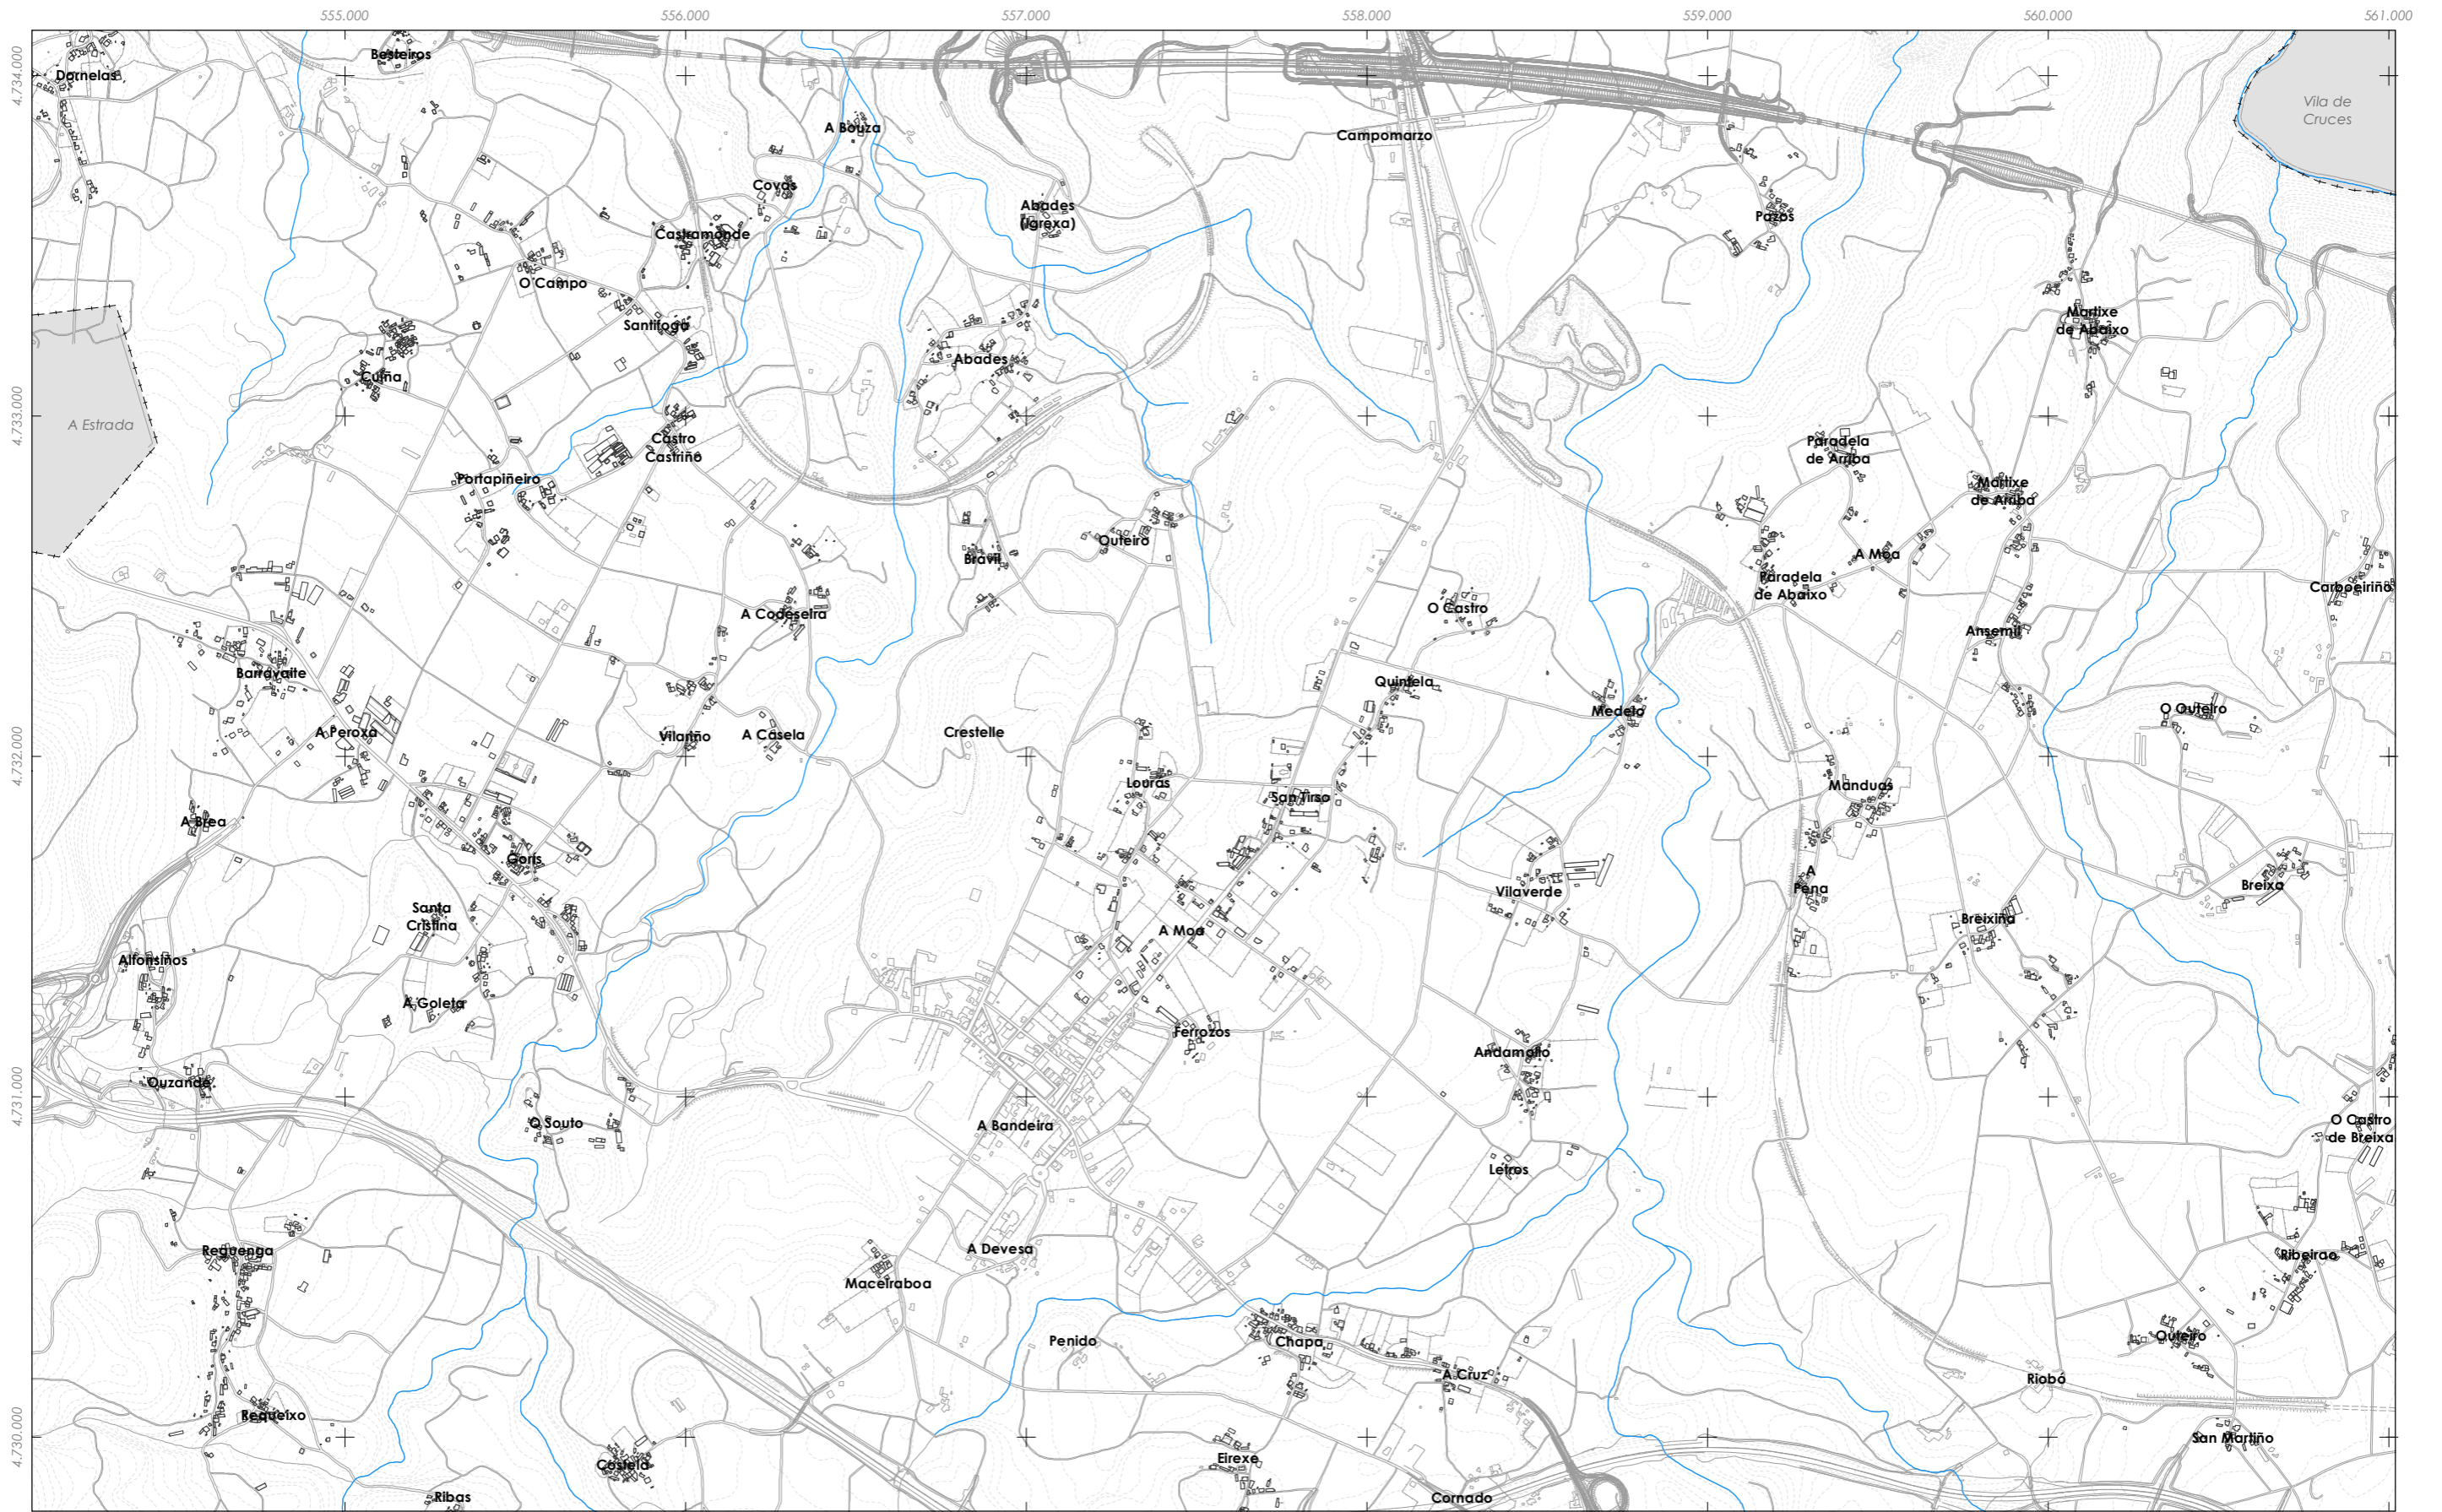 555.000
556.000
557.000
558.000
559.000
560.000
561.000
4.734.000
4.733.000
4.732.000
4.731.000
4.730.000
Dornelas
Besteiros
A Bouza
Campomarzo
Vila de
Cruces
Covas
Abades
(Igrexa)
Pazos
Castramonde
O Campo
Santifoga
Martixe
de Abaixo
Abades
Cuiña
A Estrada
Castro
Castriño
Paradela
de Arriba
Portapiñeiro
Martixe
de Arriba
Outeiro
Bravil
A Moa
Paradela
de Abaixo
Carboeiriño
O Castro
A Codeseira
Ansemil
Barravaite
Quintela
O Outeiro
Medelo
A Peroxa
Vilariño
A Casela
Crestelle
Louras
San Tirso
Manduas
A Brea
Goris
A
Pena
Vilaverde
Breixa
Santa
Cristina
Breixiña
A Moa
Alfonsiños
A Goleta
Ferrozos
Andamollo
Ouzande
O Souto
A Bandeira
O Castro
de Breixa
Letros
Reguenga
A Devesa
Ribeirao
Maceiraboa
Penido
Chapa
Outeiro
A Cruz
Riobó
Requeixo
San Martiño
Eirexe
Costela
Ribas
Cornado